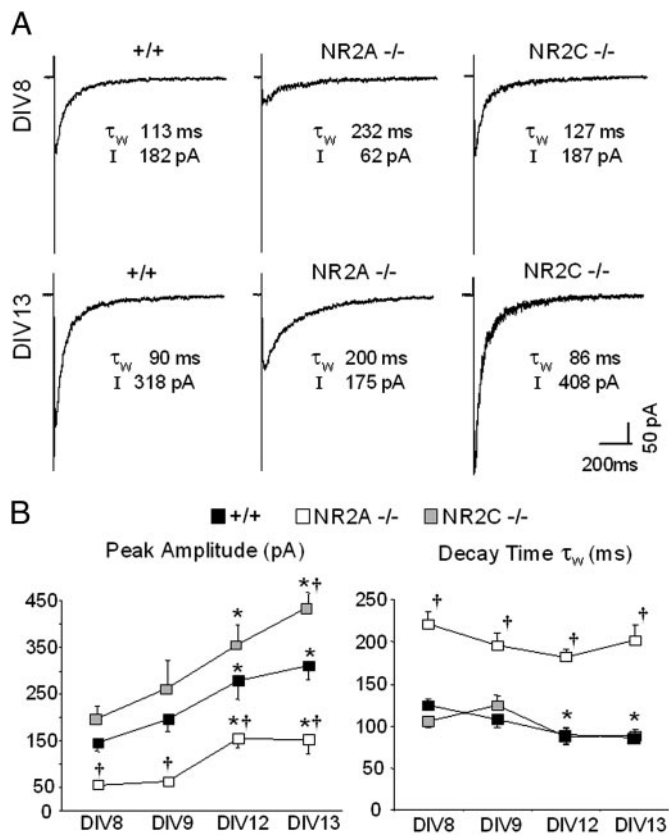 A
DIV8
+/+
τW 113 ms
I 182 pA
NR2A -/-
τW 232 ms
I 62 pA
NR2C -/-
τW 127 ms
I 187 pA
DIV13
+/+
τW 90 ms
I 318 pA
NR2A -/-
τW 200 ms
I 175 pA
NR2C -/-
τW 86 ms
I 408 pA
50 pA
200ms
B
+/+ NR2A -/- NR2C -/-
Peak Amplitude (pA)
450
350
250
150
50
0
* †
*
*
*
* †
* †
† †
DIV8 DIV9 DIV12 DIV13
Decay Time τW (ms)
250
200
150
100
50
0
† † † †
* *
DIV8 DIV9 DIV12 DIV13